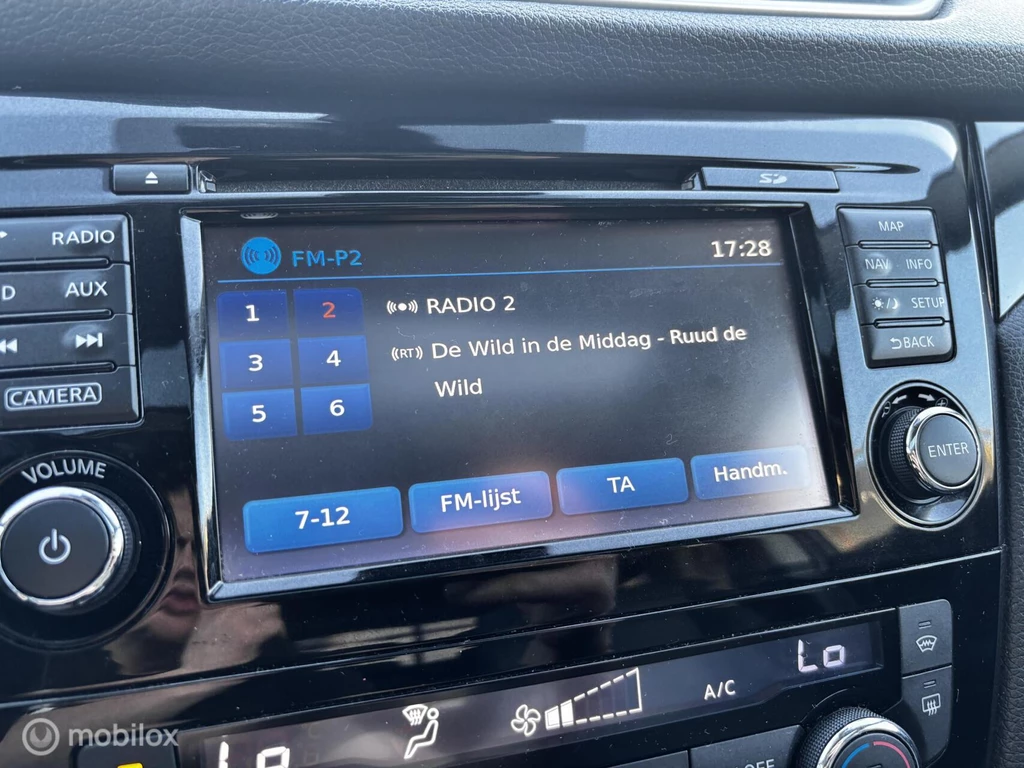 SD
RADIO
MAP
FM-P2
17:28
NAV INFO
D AUX
1 2
RADIO 2
SETUP
3 4
(RT) De Wild in de Middag - Ruud de
Wild
BACK
CAMERA
5 6
ENTER
VOLUME
7-12 FM-lijst TA Handm.
Lo
A/C
Lo
OFF
mobilox